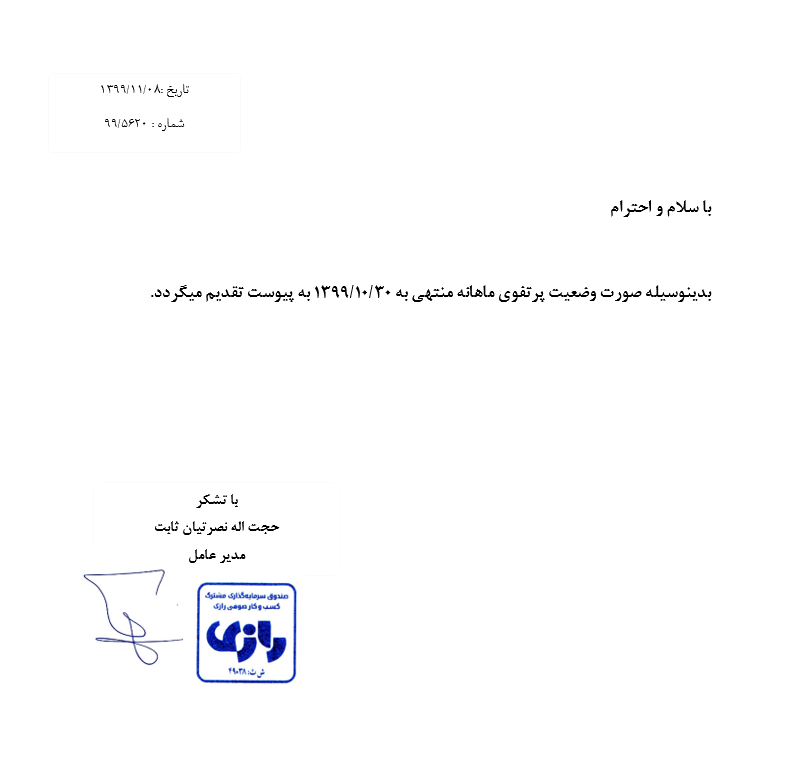 تاریخ :۱۳۹۹/۱۱/۰۸
شماره : ۹۹/۵۶۲۰
با سلام و احترام
بدینوسیله صورت وضعیت پرتفوی ماهانه منتهی به ۱۳۹۹/۱۰/۳۰ به پیوست تقدیم میگردد.
با تشکر
حجت اله نصرتیان ثابت
مدیر عامل
صندوق سرمایه‌گذاری مشترک
کسب و کار صوفی رازی
رازی
ش ث: ۴۹۰۳۸